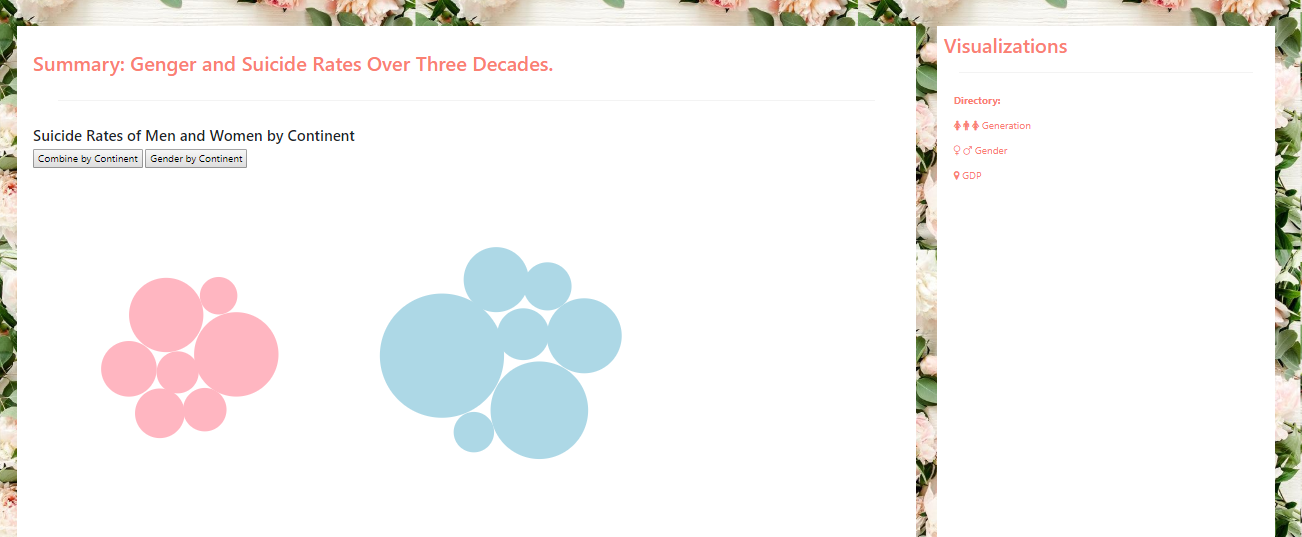 Summary: Genger and Suicide Rates Over Three Decades.
Suicide Rates of Men and Women by Continent
Combine by Continent
Gender by Continent
Visualizations
Directory:
Generation
Gender
GDP